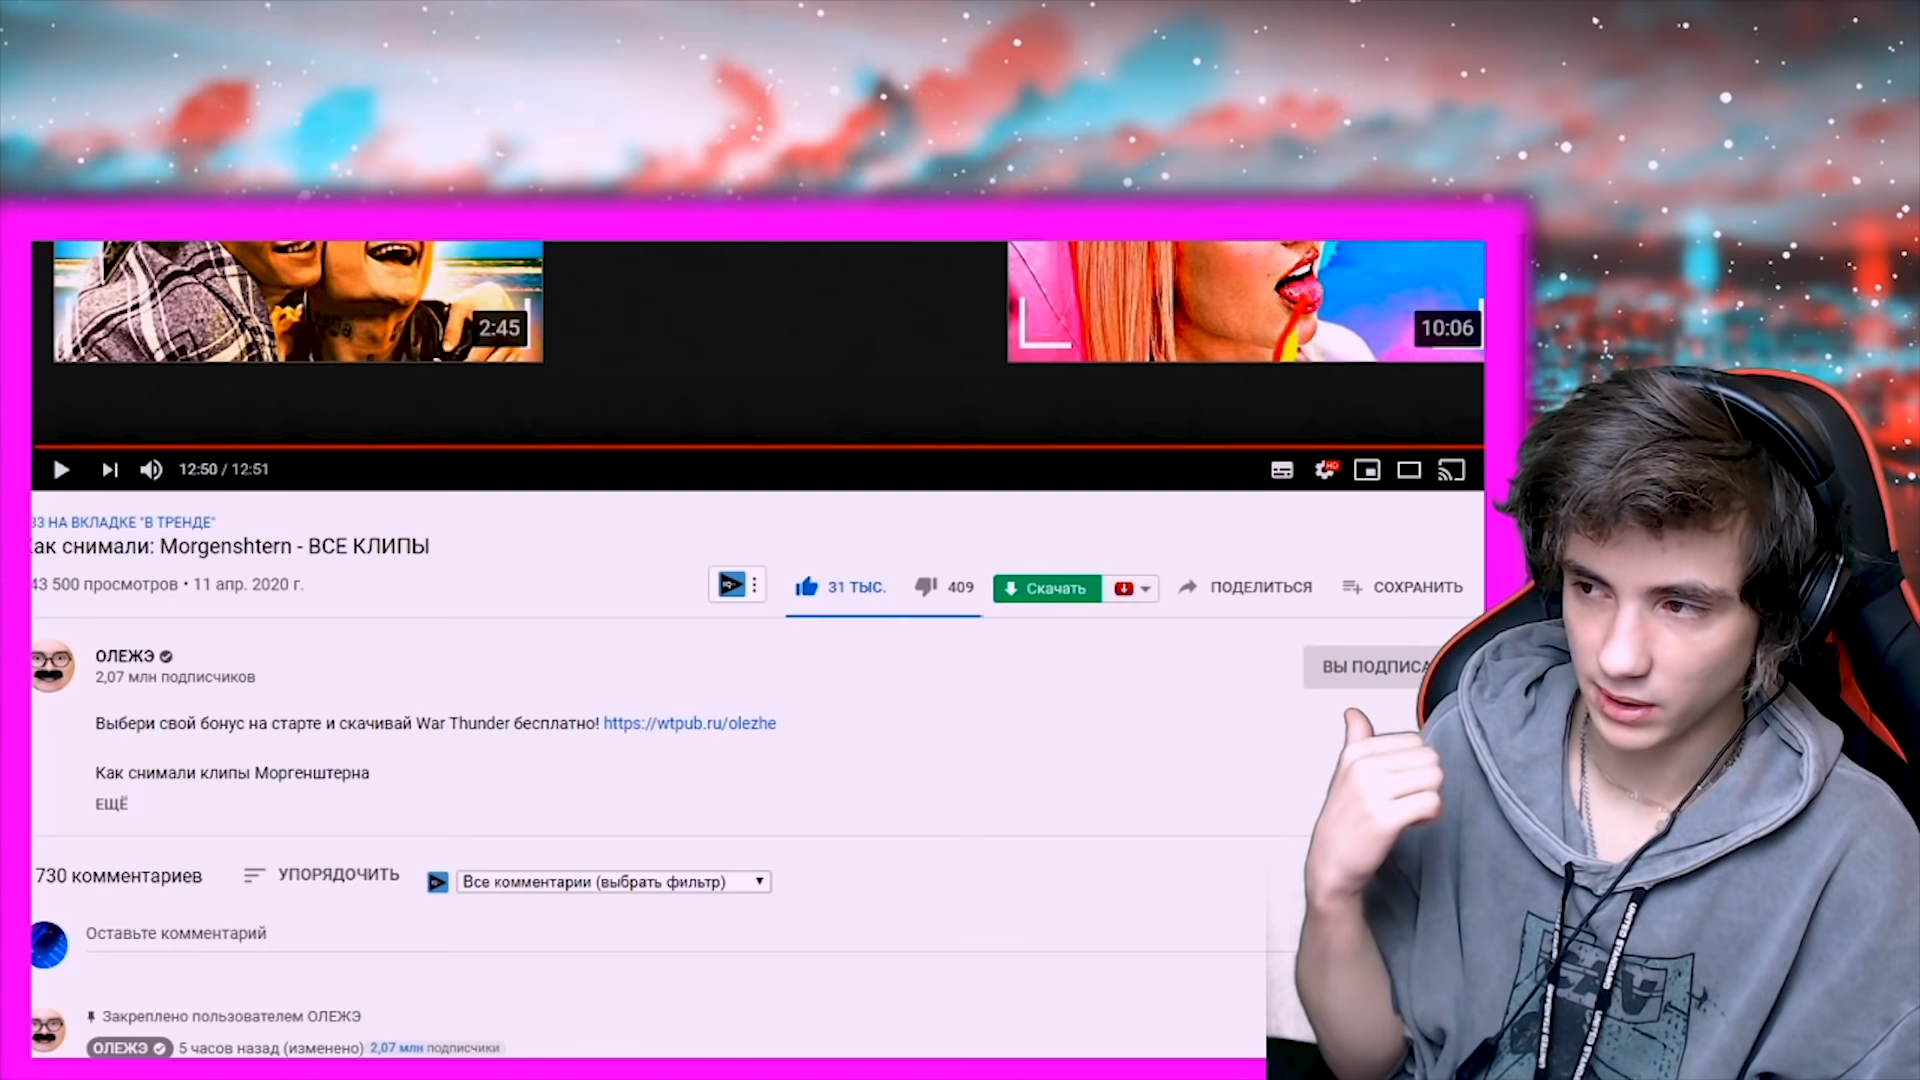 2:45
10:06
12:50 / 12:51
33 НА ВКЛАДКЕ "В ТРЕНДЕ"
Как снимали: Morgenshtern - ВСЕ КЛИПЫ
43 500 просмотров • 11 апр. 2020 г.
31 ТЫС.
409
Скачать
ПОДЕЛИТЬСЯ
СОХРАНИТЬ
ОЛЕЖЭ
2,07 млн подписчиков
ВЫ ПОДПИСА
Выбери свой бонус на старте и скачивай War Thunder бесплатно! https://wtpub.ru/olezhe
Как снимали клипы Моргенштерна
ЕЩЁ
730 комментариев
УПОРЯДОЧИТЬ
Все комментарии (выбрать фильтр)
Оставьте комментарий
Закреплено пользователем ОЛЕЖЭ
ОЛЕЖЭ 5 часов назад (изменено) 2,07 млн подписчики